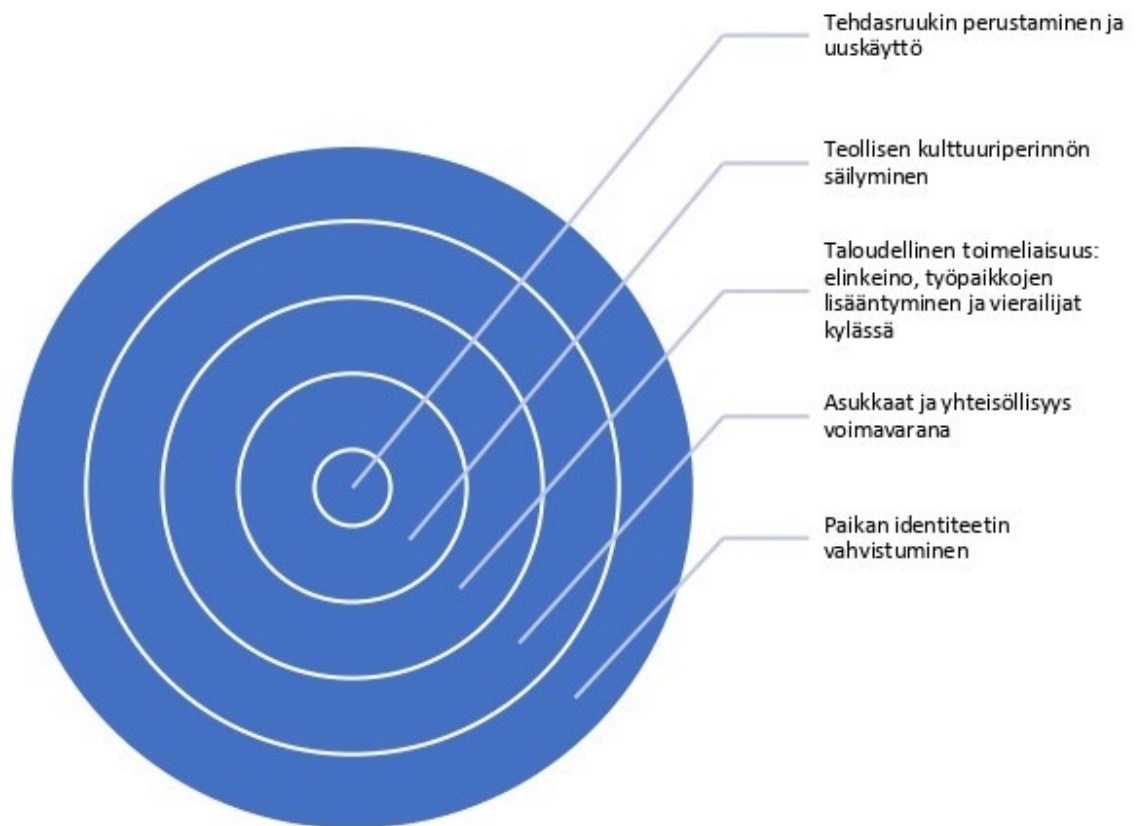 Tehdasruukin perustaminen ja
uuskäyttö
Teollisen kulttuuriperinnön
säilyminen
Taloudellinen toimeliaisuus:
elinkeino, työpaikkojen
lisääntyminen ja vierailijat
kylässä
Asukkaat ja yhteisöllisyys
voimavarana
Paikan identiteetin
vahvistuminen